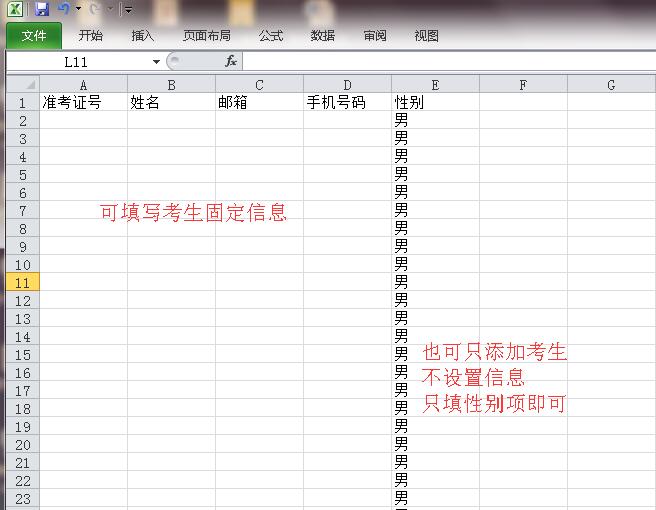 文件 开始 插入 页面布局 公式 数据 审阅 视图
L11 fx
A B C D E F G
1 准考证号 姓名 邮箱 手机号码 性别
2 男
3 男
4 男
5 男
6 男
7 可填写考生固定信息 男
8 男
9 男
10 男
11 男
12 男
13 男
14 男
15 男 也可只添加考生
16 男 不设置信息
17 男
18 男 只填性别项即可
19 男
20 男
21 男
22 男
23 男